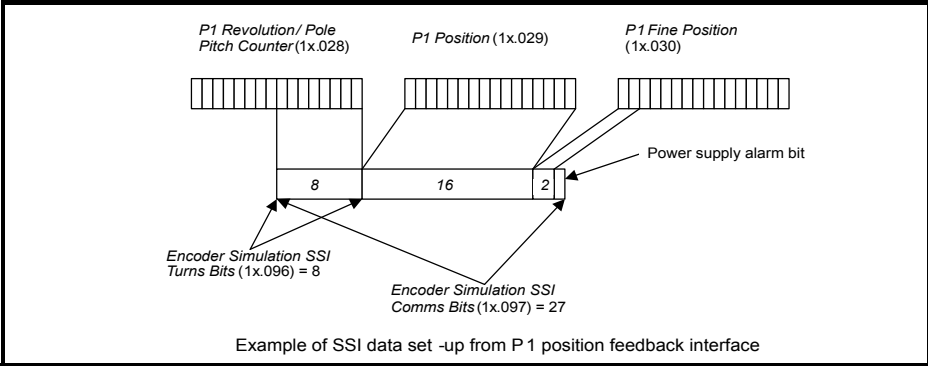 P1 Revolution/ Pole
Pitch Counter (1x.028)
P1 Position (1x.029)
P1 Fine Position
(1x.030)
Power supply alarm bit
8
16
2
Encoder Simulation SSI
Turns Bits (1x.096) = 8
Encoder Simulation SSI
Comms Bits (1x.097) = 27
Example of SSI data set -up from P1 position feedback interface